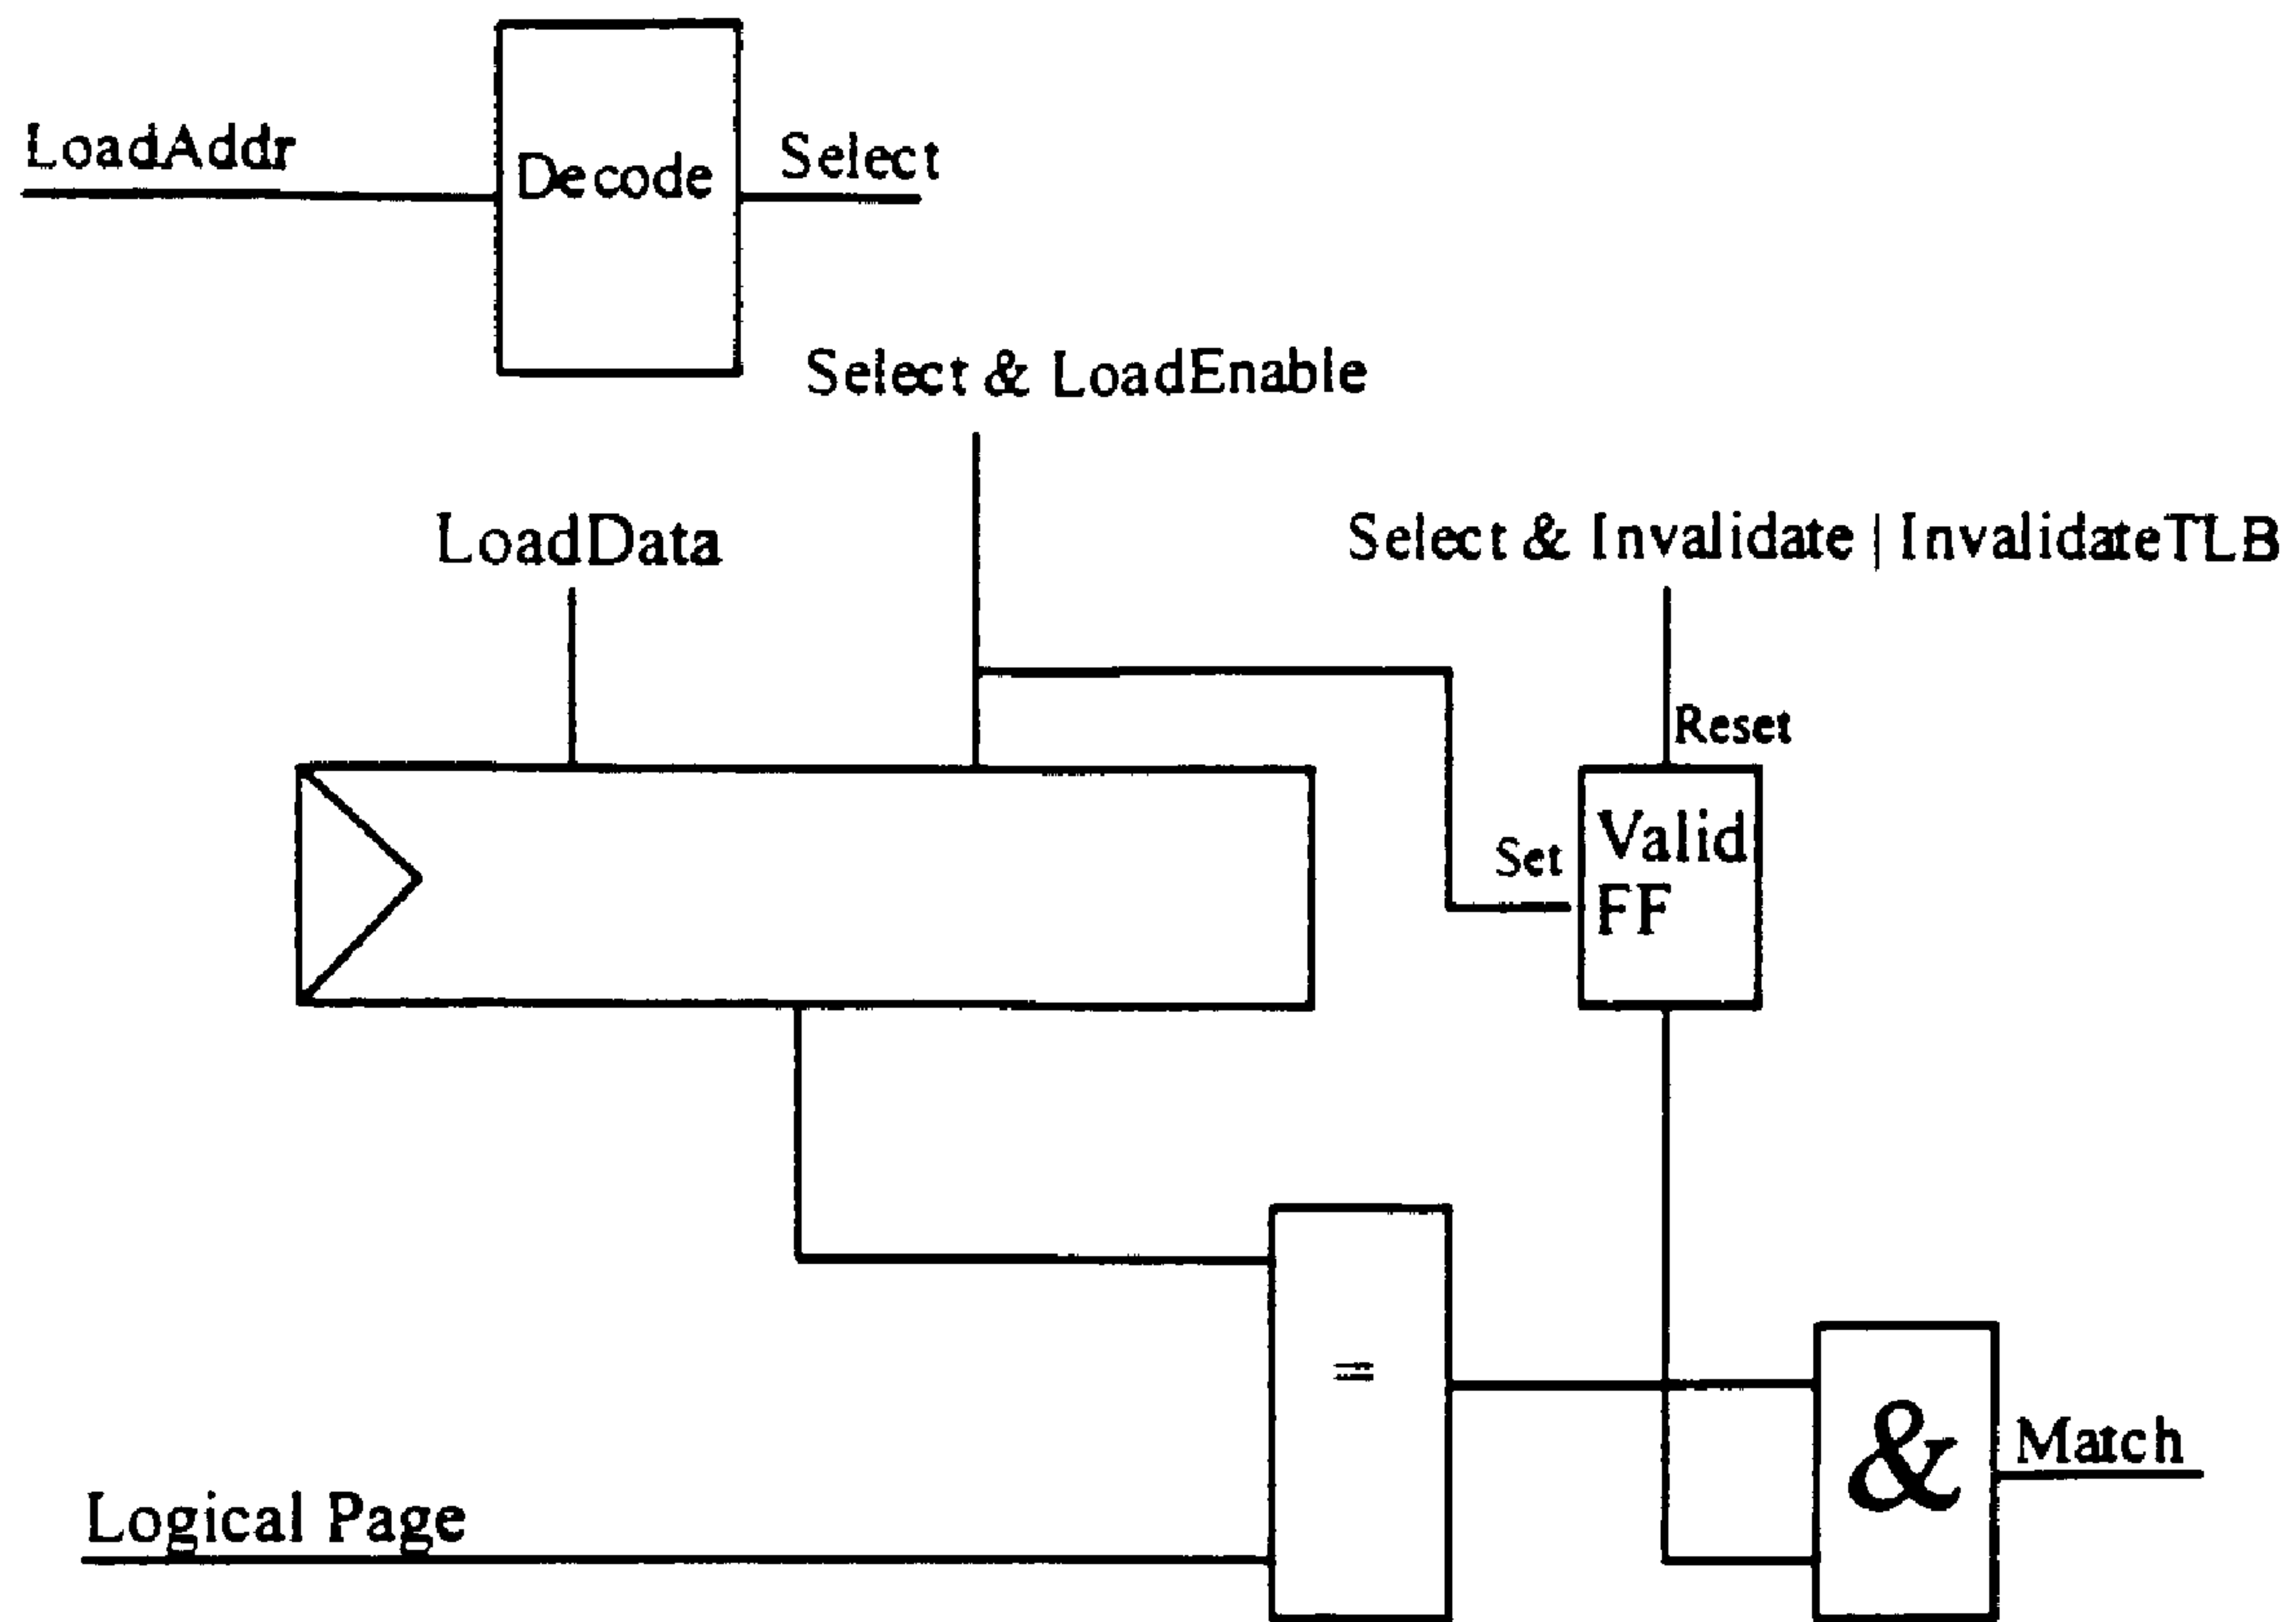 LoadAddr
Decode
Select
Select & LoadEnable
LoadData
Select & Invalidate | InvalidateTLB
Reset
Set
Valid
FF
=
&
Match
Logical Page